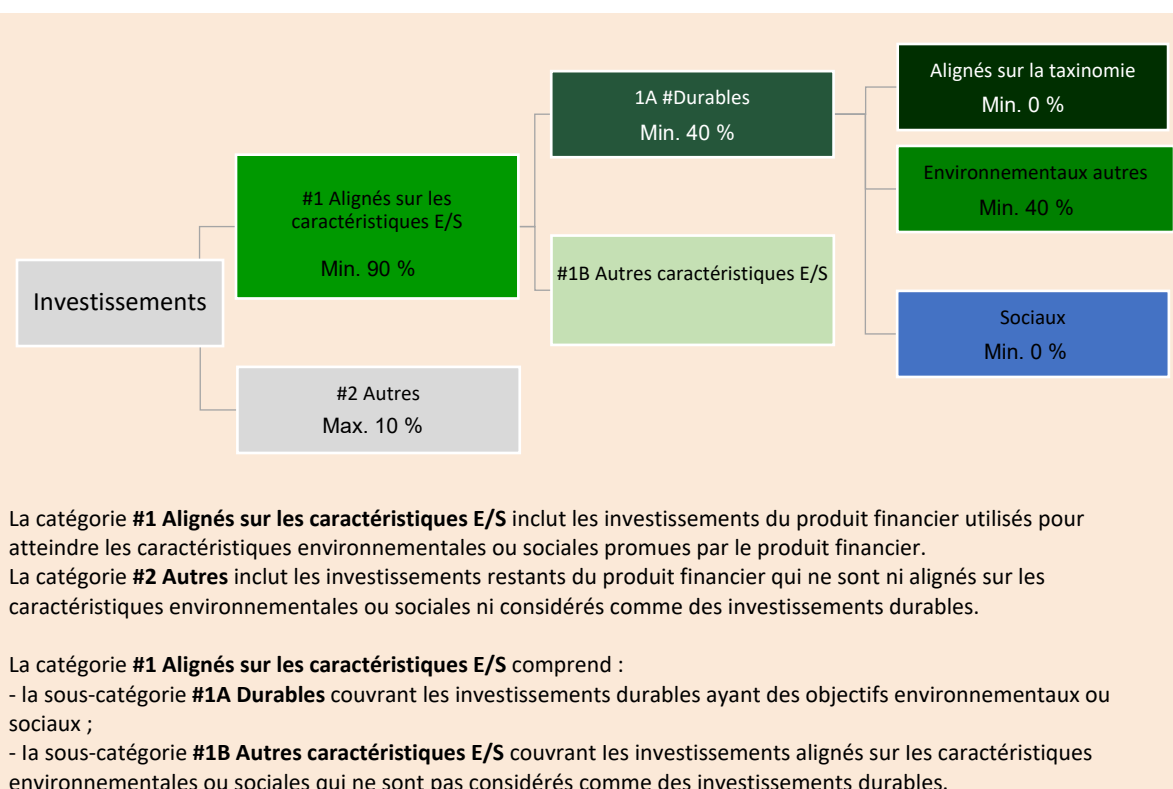 Alignés sur la taxinomie
Min. 0 %
1A #Durables
Min. 40 %
Environnementaux autres
Min. 40 %
#1 Alignés sur les
caractéristiques E/S
Min. 90 %
#1B Autres caractéristiques E/S
Investissements
Sociaux
Min. 0 %
#2 Autres
Max. 10 %
La catégorie #1 Alignés sur les caractéristiques E/S inclut les investissements du produit financier utilisés pour
atteindre les caractéristiques environnementales ou sociales promues par le produit financier.
La catégorie #2 Autres inclut les investissements restants du produit financier qui ne sont ni alignés sur les
caractéristiques environnementales ou sociales ni considérés comme des investissements durables.
La catégorie #1 Alignés sur les caractéristiques E/S comprend :
- la sous-catégorie #1A Durables couvrant les investissements durables ayant des objectifs environnementaux ou
sociaux ;
- la sous-catégorie #1B Autres caractéristiques E/S couvrant les investissements alignés sur les caractéristiques
environnementales ou sociales qui ne sont pas considérés comme des investissements durables.